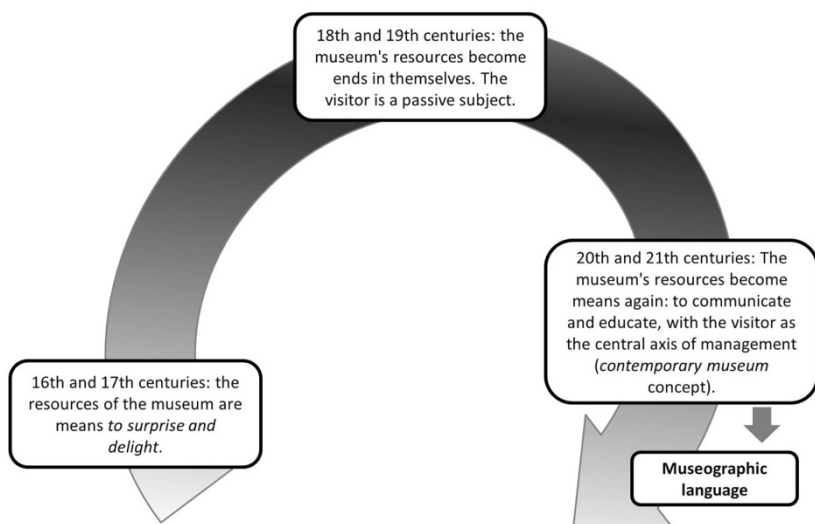 18th and 19th centuries: the
museum's resources become
ends in themselves. The
visitor is a passive subject.
20th and 21th centuries: The
museum's resources become
means again: to communicate
and educate, with the visitor as
the central axis of management
(contemporary museum
concept).
16th and 17th centuries: the
resources of the museum are
means to surprise and
delight.
Museographic
language